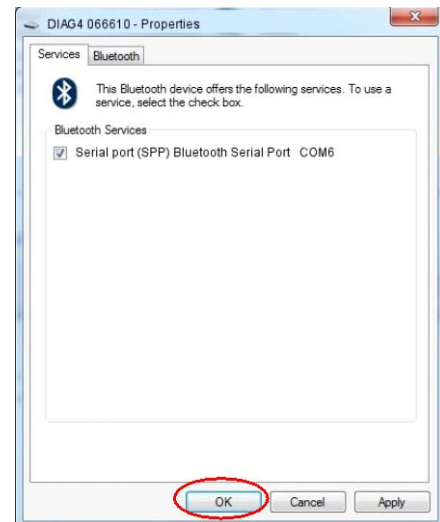 DIAG4 066610 - Properties
Services
Bluetooth
This Bluetooth device offers the following services. To use a
service, select the check box.
Bluetooth Services
Serial port (SPP) Bluetooth Serial Port COM6
OK
Cancel
Apply